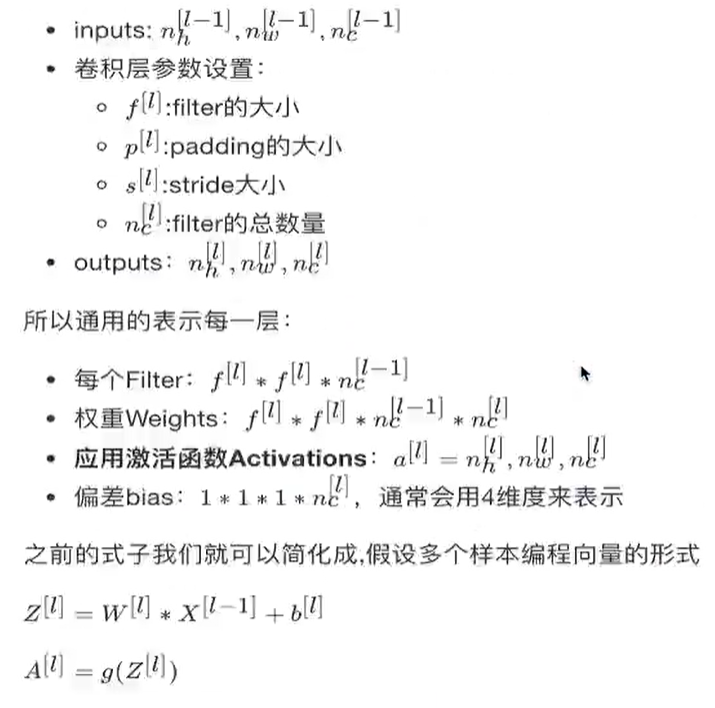 • inputs: n_h^{[l-1]}, n_w^{[l-1]}, n_c^{[l-1]}
• 卷积层参数设置：
○ f^{[l]}:filter的大小
○ p^{[l]}:padding的大小
○ s^{[l]}:stride大小
○ n_c^{[l]}:filter的总数量
• outputs： n_h^{[l]}, n_w^{[l]}, n_c^{[l]}
所以通用的表示每一层：
• 每个Filter： f^{[l]} * f^{[l]} * n_c^{[l-1]}
• 权重Weights： f^{[l]} * f^{[l]} * n_c^{[l-1]} * n_c^{[l]}
• 应用激活函数Activations： a^{[l]} = n_h^{[l]}, n_w^{[l]}, n_c^{[l]}
• 偏差bias： 1 * 1 * 1 * n_c^{[l]}，通常会用4维度来表示
之前的式子我们就可以简化成,假设多个样本编程向量的形式
Z^{[l]} = W^{[l]} * X^{[l-1]} + b^{[l]}
A^{[l]} = g(Z^{[l]})